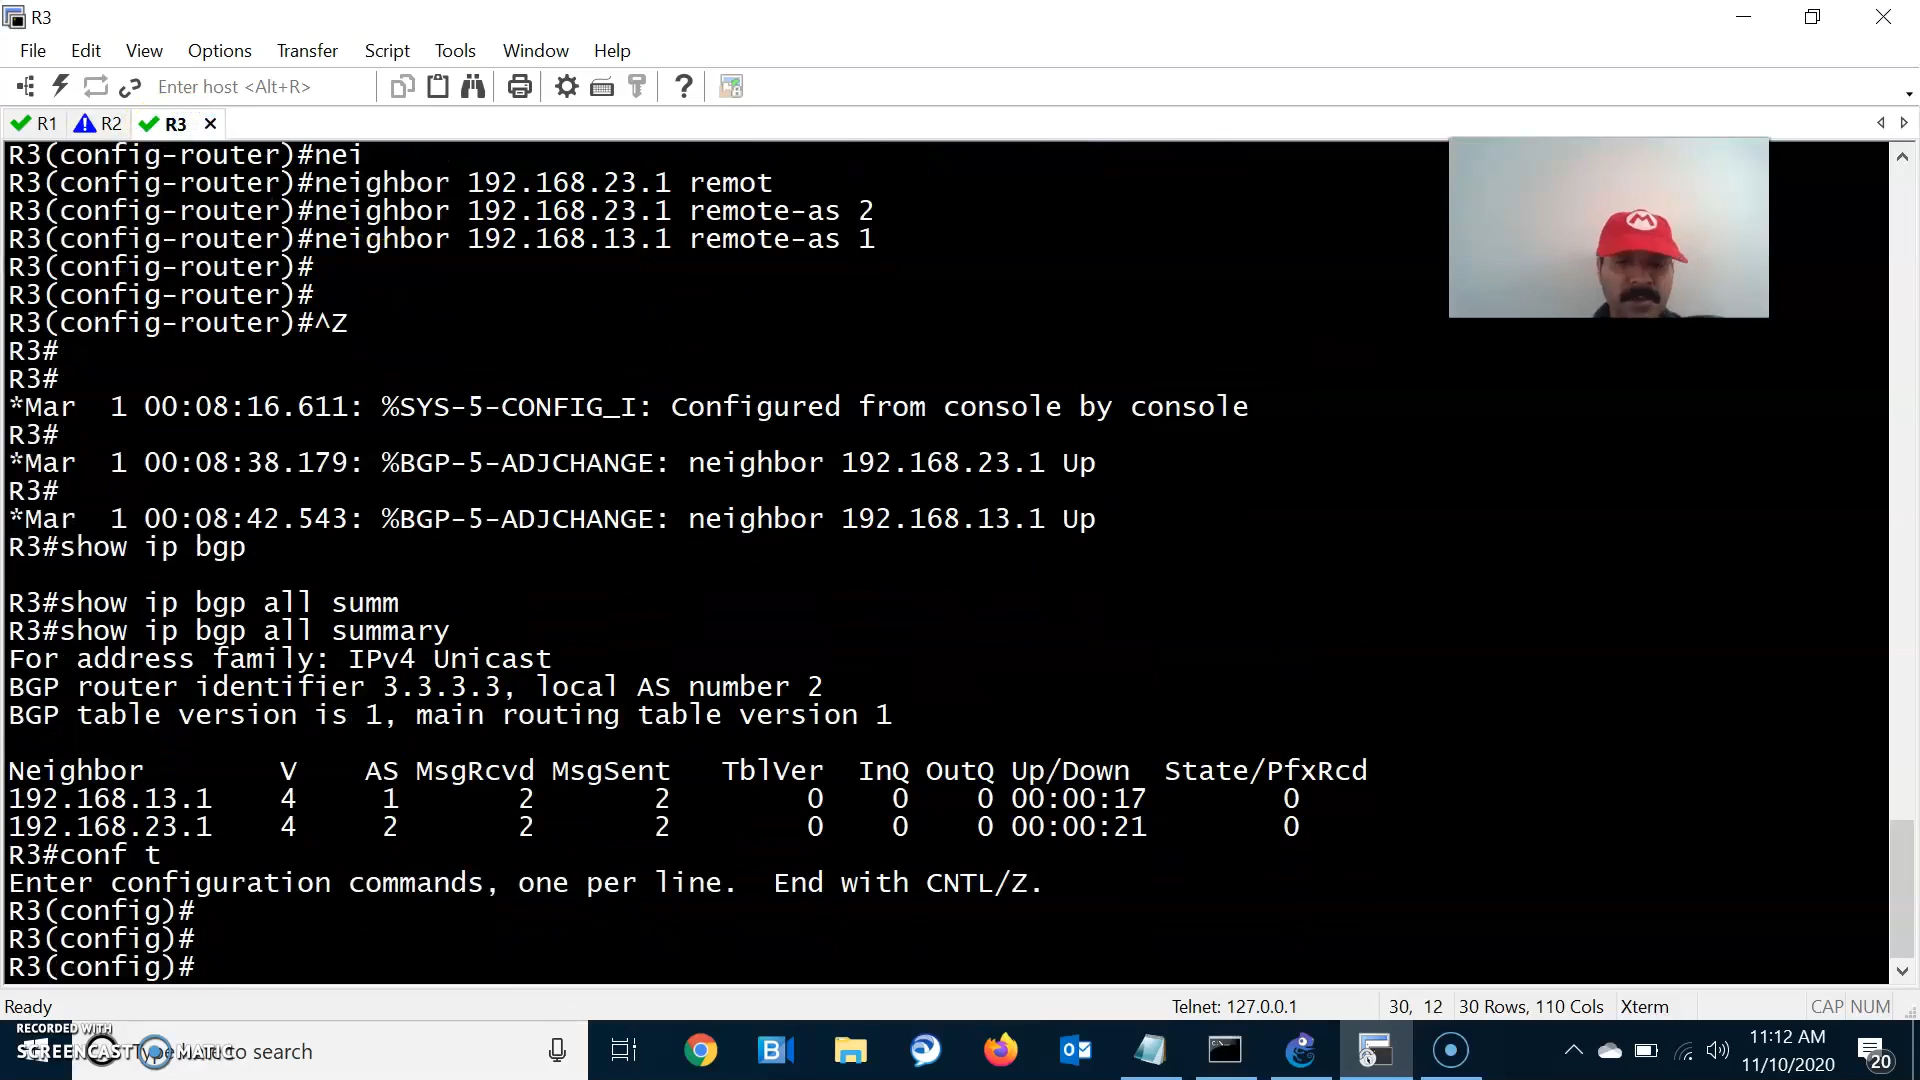 R3
File Edit View Options Transfer Script Tools Window Help
Enter host <Alt+R>
R1 R2 R3
R3(config-router)#nei
R3(config-router)#neighbor 192.168.23.1 remot
R3(config-router)#neighbor 192.168.23.1 remote-as 2
R3(config-router)#neighbor 192.168.13.1 remote-as 1
R3(config-router)#
R3(config-router)#
R3(config-router)#^Z
R3#
R3#
*Mar  1 00:08:16.611: %SYS-5-CONFIG_I: Configured from console by console
R3#
*Mar  1 00:08:38.179: %BGP-5-ADJCHANGE: neighbor 192.168.23.1 Up
R3#
*Mar  1 00:08:42.543: %BGP-5-ADJCHANGE: neighbor 192.168.13.1 Up
R3#show ip bgp
R3#show ip bgp all summ
R3#show ip bgp all summary
For address family: IPv4 Unicast
BGP router identifier 3.3.3.3, local AS number 2
BGP table version is 1, main routing table version 1
Neighbor V AS MsgRcvd MsgSent TblVer InQ OutQ Up/Down State/PfxRcd
192.168.13.1 4 1 2 2 0 0 0 00:00:17 0
192.168.23.1 4 2 2 2 0 0 0 00:00:21 0
R3#conf t
Enter configuration commands, one per line.  End with CNTL/Z.
R3(config)#
R3(config)#
R3(config)#
Ready Telnet: 127.0.0.1 30, 12 30 Rows, 110 Cols Xterm CAP NUM
RECORDED WITH
SCREENCAST MATIC
to search
11:12 AM
11/10/2020
20